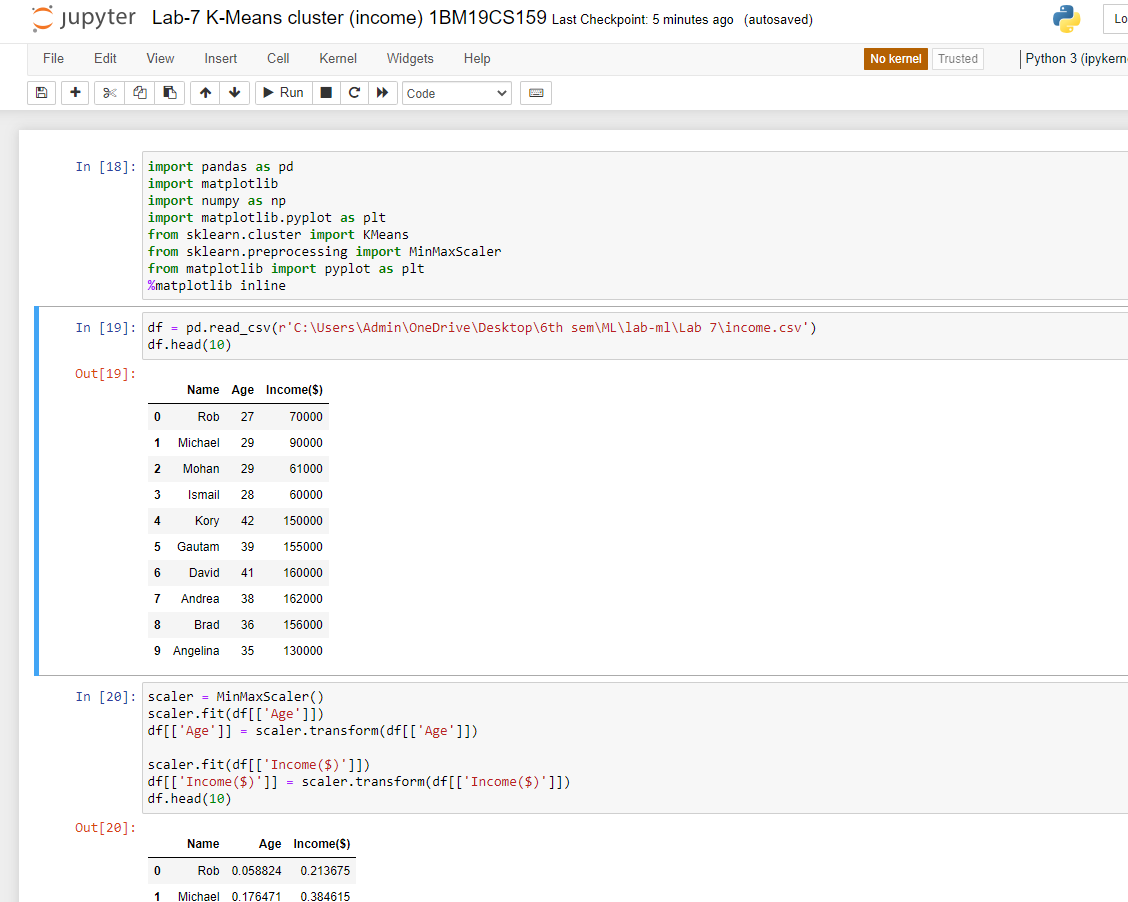 jupyter Lab-7 K-Means cluster (income) 1BM19CS159 Last Checkpoint: 5 minutes ago (autosaved) Lo
File Edit View Insert Cell Kernel Widgets Help No kernel Trusted Python 3 (ipykern
Run Code
In [18]: import pandas as pd
import matplotlib
import numpy as np
import matplotlib.pyplot as plt
from sklearn.cluster import KMeans
from sklearn.preprocessing import MinMaxScaler
from matplotlib import pyplot as plt
%matplotlib inline
In [19]: df = pd.read_csv(r'C:\Users\Admin\OneDrive\Desktop\6th sem\ML\lab-ml\Lab 7\income.csv')
df.head(10)
Out[19]:
Name Age Income($)
0 Rob 27 70000
1 Michael 29 90000
2 Mohan 29 61000
3 Ismail 28 60000
4 Kory 42 150000
5 Gautam 39 155000
6 David 41 160000
7 Andrea 38 162000
8 Brad 36 156000
9 Angelina 35 130000
In [20]: scaler = MinMaxScaler()
scaler.fit(df[['Age']])
df[['Age']] = scaler.transform(df[['Age']])
scaler.fit(df[['Income($)']])
df[['Income($)']] = scaler.transform(df[['Income($)']])
df.head(10)
Out[20]:
Name Age Income($)
0 Rob 0.058824 0.213675
1 Michael 0.176471 0.384615